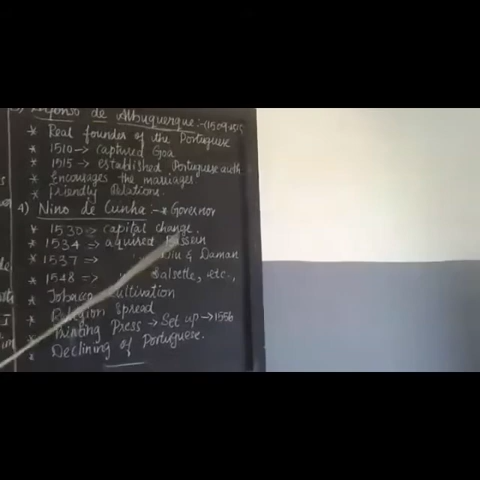 de Albuquerque:-(1509-15)
* Real founder of the Portuguese
* 1510 -> captured Goa
* 1515 -> established Portuguese auth
* Encourages the marriages.
* friendly Relations.
4) Nino de Cunha:-* Governor
* 1530 => capital change.
* 1534 => aquired Bassein
* 1537 => Diu & Daman
* 1548 => Salsette, etc.,
* Tobacco cultivation
* Religion Spread
* Printing Press -> Set up -> 1556
* Declining of Portuguese.